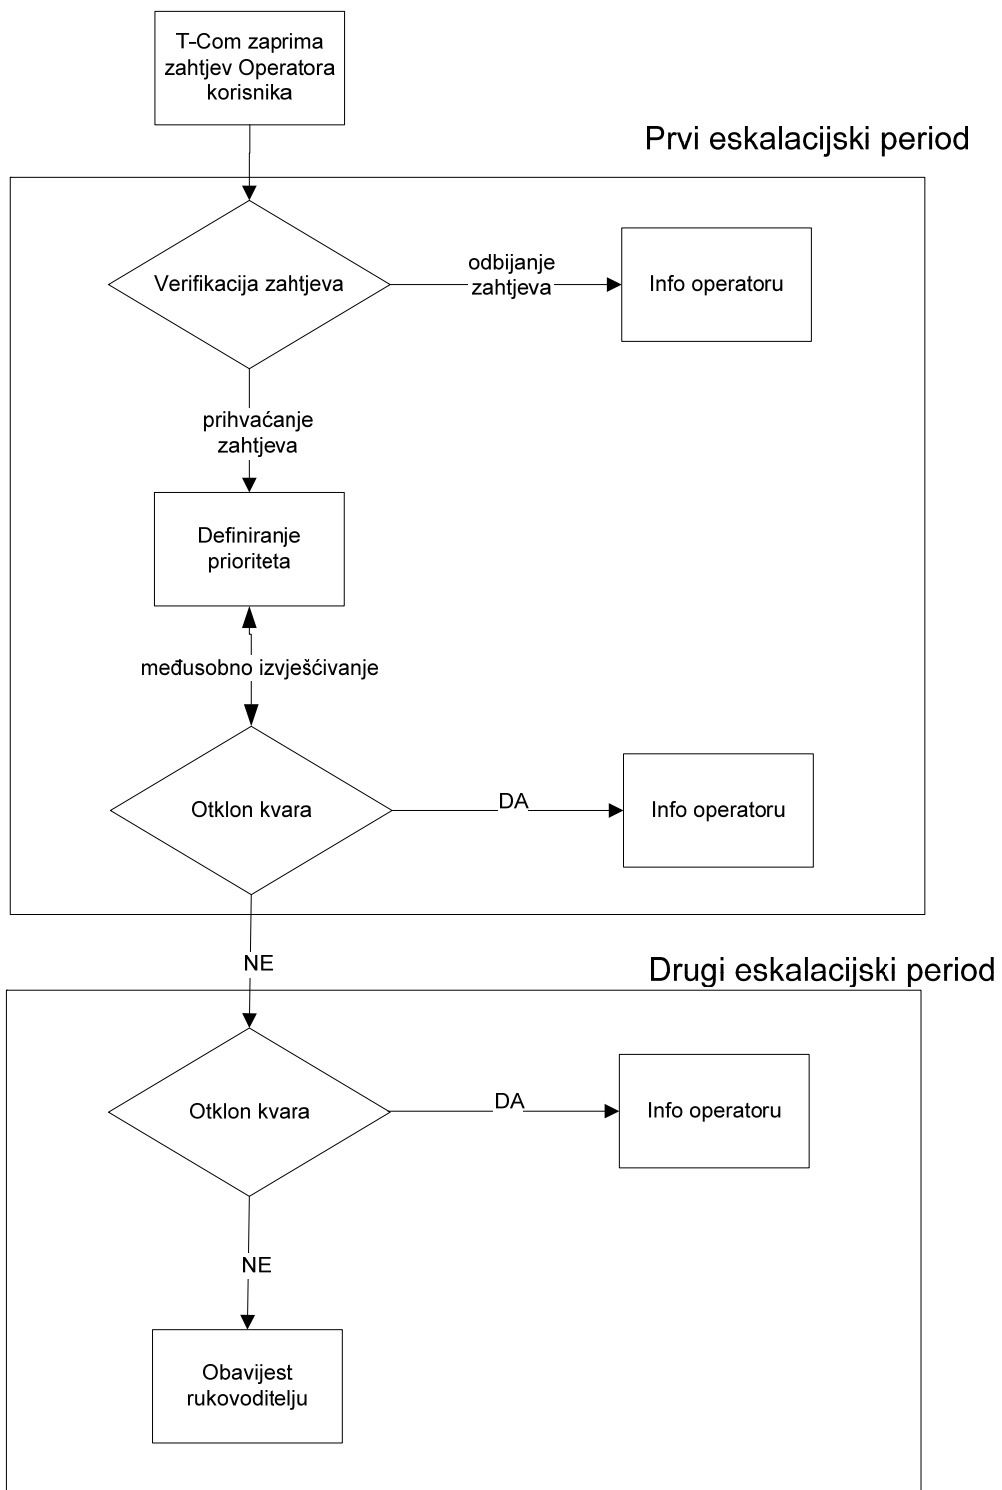 T-Com zaprima
zahtjev Operatora
korisnika
Prvi eskalacijski period
Verifikacija zahtjeva
odbijanje
zahtjeva
Info operatoru
prihvaćanje
zahtjeva
Definiranje
prioriteta
međusobno izvješćivanje
Otklon kvara
DA
Info operatoru
NE
Drugi eskalacijski period
Otklon kvara
DA
Info operatoru
NE
Obavijest
rukovoditelju